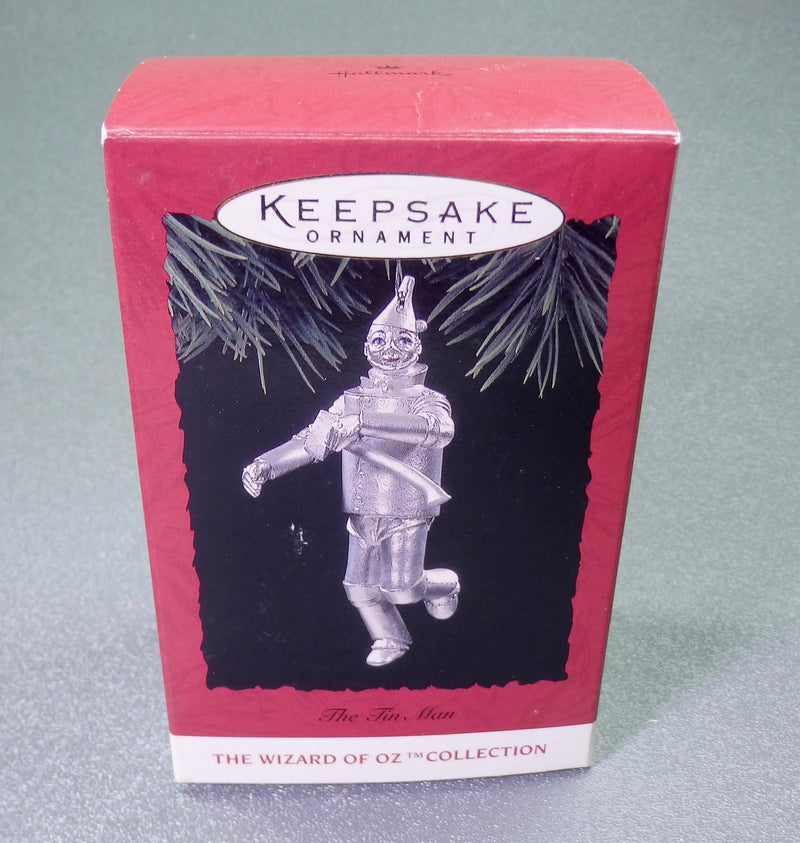 Hallmark
KEEPSAKE
ORNAMENT
The Tin Man
THE WIZARD OF OZ™ COLLECTION